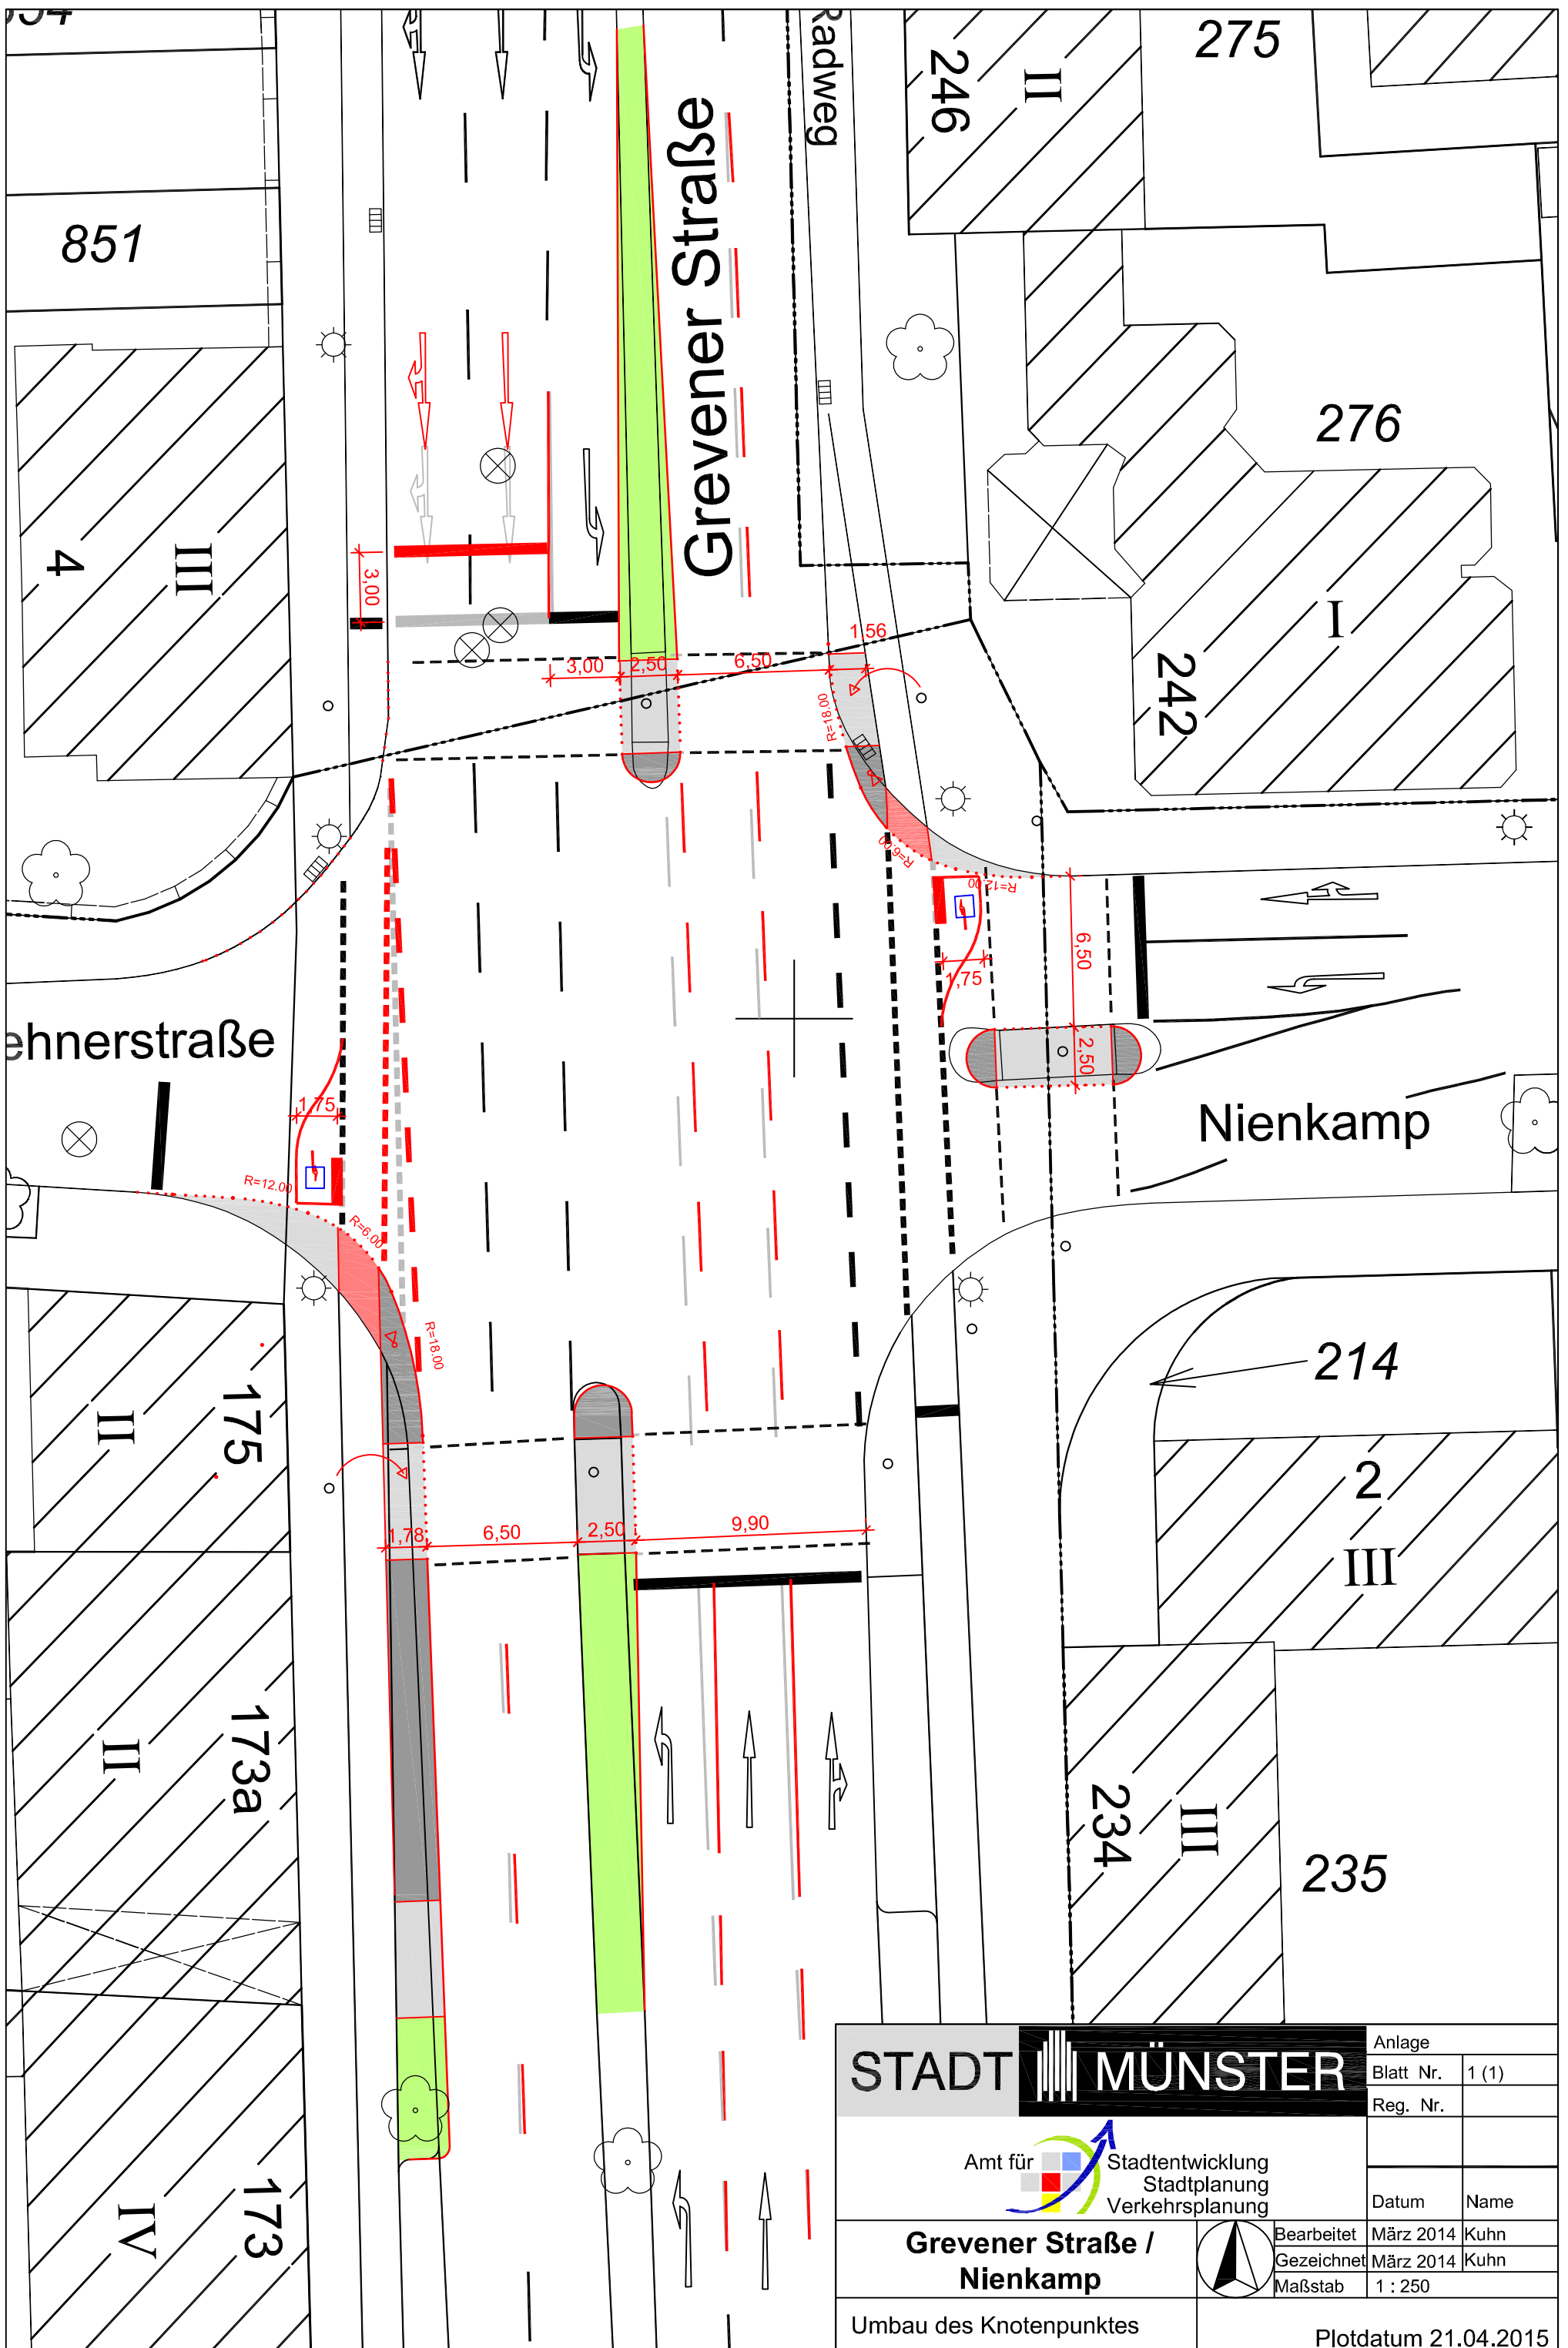 Radweg
275
246
II
Grevener Straße
851
276
4
III
3,00
I
242
1,56
3,00
2,50
6,50
R=18.00
R=6.00
R=12.00
6,50
1,75
2,50
ehnerstraße
Nienkamp
1,75
R=12.00
R=6.00
R=18.00
214
175
II
2
III
1,78
6,50
2,50
9,90
173a
II
234
III
235
173
IV
STADT MÜNSTER
Anlage
Blatt Nr. 1 (1)
Reg. Nr.
Amt für Stadtentwicklung
Stadtplanung
Verkehrsplanung
Datum Name
Grevener Straße /
Nienkamp
Bearbeitet März 2014 Kuhn
Gezeichnet März 2014 Kuhn
Maßstab 1 : 250
Umbau des Knotenpunktes
Plotdatum 21.04.2015